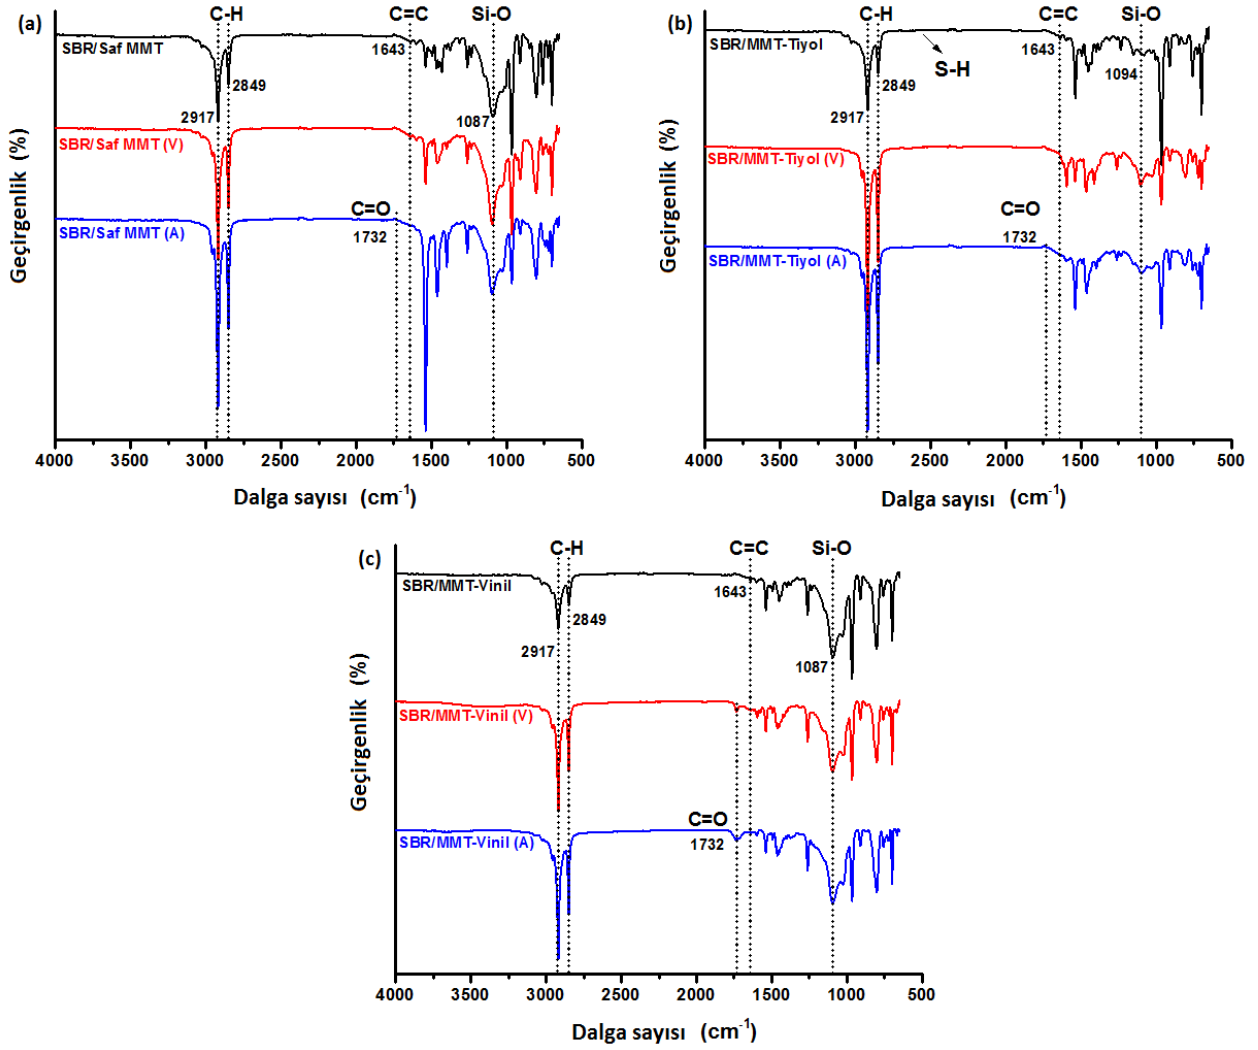 (a)
C-H
C=C
Si-O
SBR/Saf MMT
1643
2849
2917
1087
SBR/Saf MMT (V)
C=O
SBR/Saf MMT (A)
1732
Geçirgenlik (%)
4000 3500 3000 2500 2000 1500 1000 500
Dalga sayısı (cm-1)
(b)
C-H
C=C
Si-O
SBR/MMT-Tiyol
1643
S-H
1094
2849
2917
SBR/MMT-Tiyol (V)
C=O
1732
SBR/MMT-Tiyol (A)
Geçirgenlik (%)
4000 3500 3000 2500 2000 1500 1000 500
Dalga sayısı (cm-1)
(c)
C-H
C=C
Si-O
SBR/MMT-Vinil
1643
2849
2917
1087
SBR/MMT-Vinil (V)
C=O
SBR/MMT-Vinil (A)
1732
Geçirgenlik (%)
4000 3500 3000 2500 2000 1500 1000 500
Dalga sayısı (cm-1)